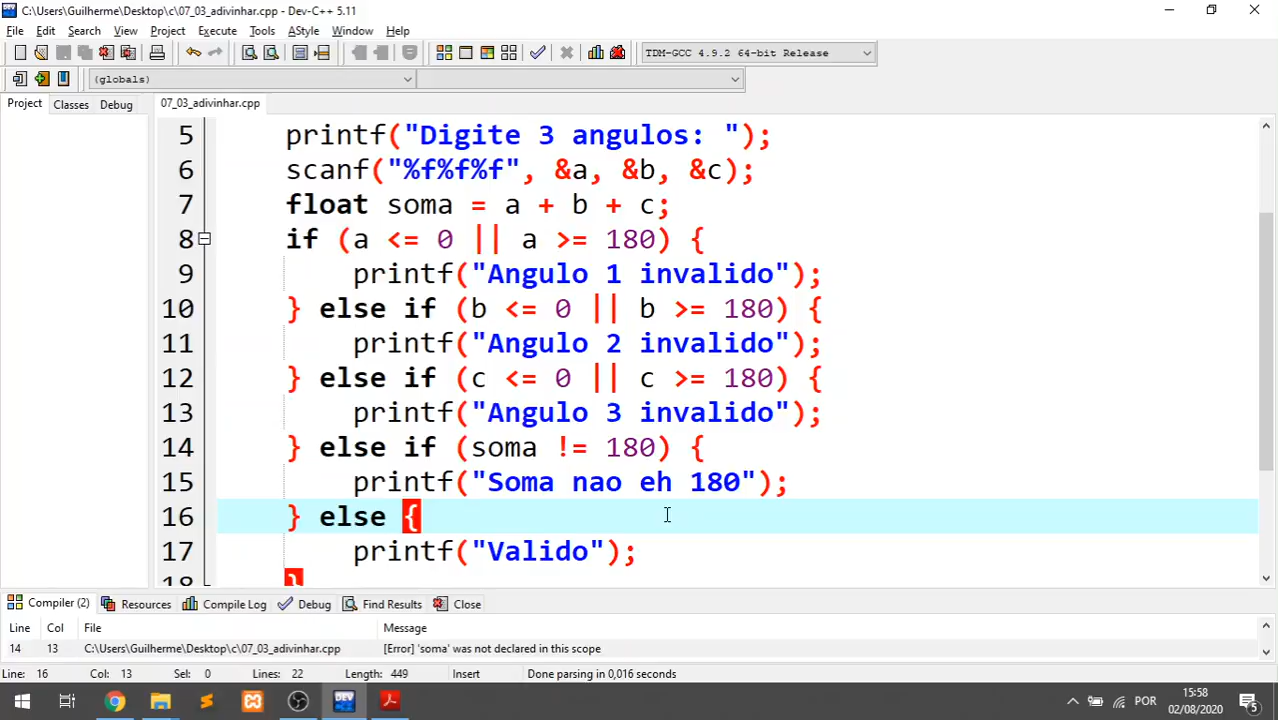 C:\Users\Guilherme\Desktop\c\07_03_adivinhar.cpp - Dev-C++ 5.11
File Edit Search View Project Execute Tools AStyle Window Help
TDM-GCC 4.9.2 64-bit Release
(globals)
Project Classes Debug 07_03_adivinhar.cpp
5 printf("Digite 3 angulos: ");
6 scanf("%f%f%f", &a, &b, &c);
7 float soma = a + b + c;
8 if (a <= 0 || a >= 180) {
9 printf("Angulo 1 invalido");
10 } else if (b <= 0 || b >= 180) {
11 printf("Angulo 2 invalido");
12 } else if (c <= 0 || c >= 180) {
13 printf("Angulo 3 invalido");
14 } else if (soma != 180) {
15 printf("Soma nao eh 180");
16 } else {
17 printf("Valido");
18 }
Compiler (2) Resources Compile Log Debug Find Results Close
Line Col File Message
14 13 C:\Users\Guilherme\Desktop\c\07_03_adivinhar.cpp [Error] 'soma' was not declared in this scope
Line: 16 Col: 13 Sel: 0 Lines: 22 Length: 449 Insert Done parsing in 0,016 seconds
DEV POR 15:58
02/08/2020 5